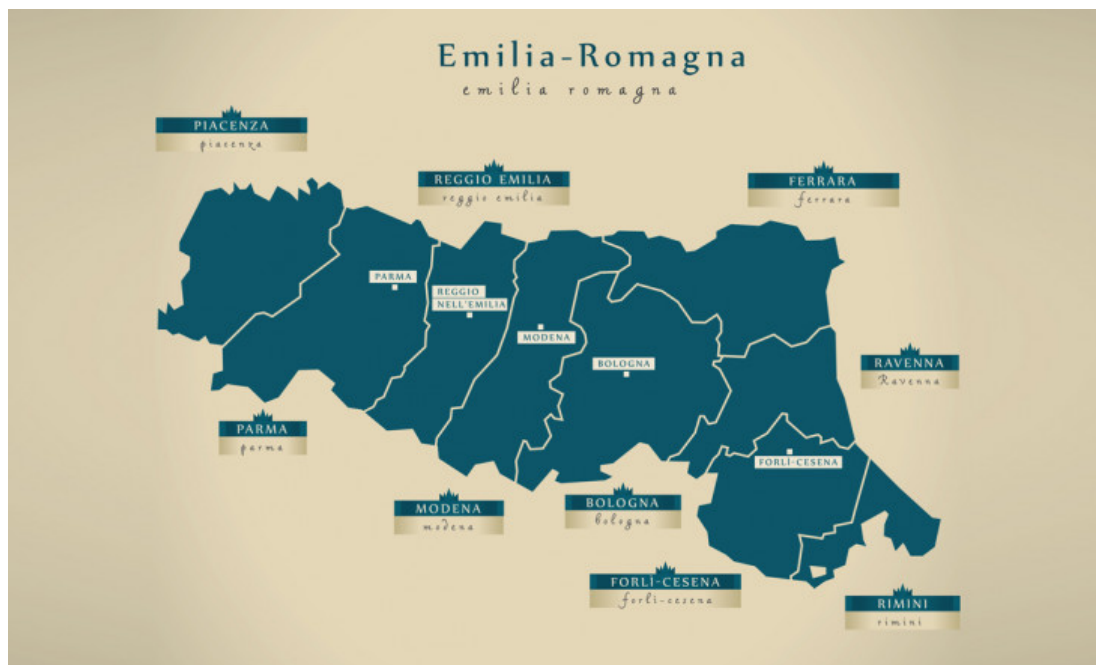 Emilia-Romagna
emilia romagna
PIACENZA
piacenza
REGGIO EMILIA
reggio emilia
FERRARA
ferrara
PARMA
REGGIO
NELL'EMILIA
MODENA
BOLOGNA
RAVENNA
Ravenna
PARMA
parma
FORLÌ-CESENA
MODENA
modena
BOLOGNA
bologna
FORLÌ-CESENA
forlì-cesena
RIMINI
rimini